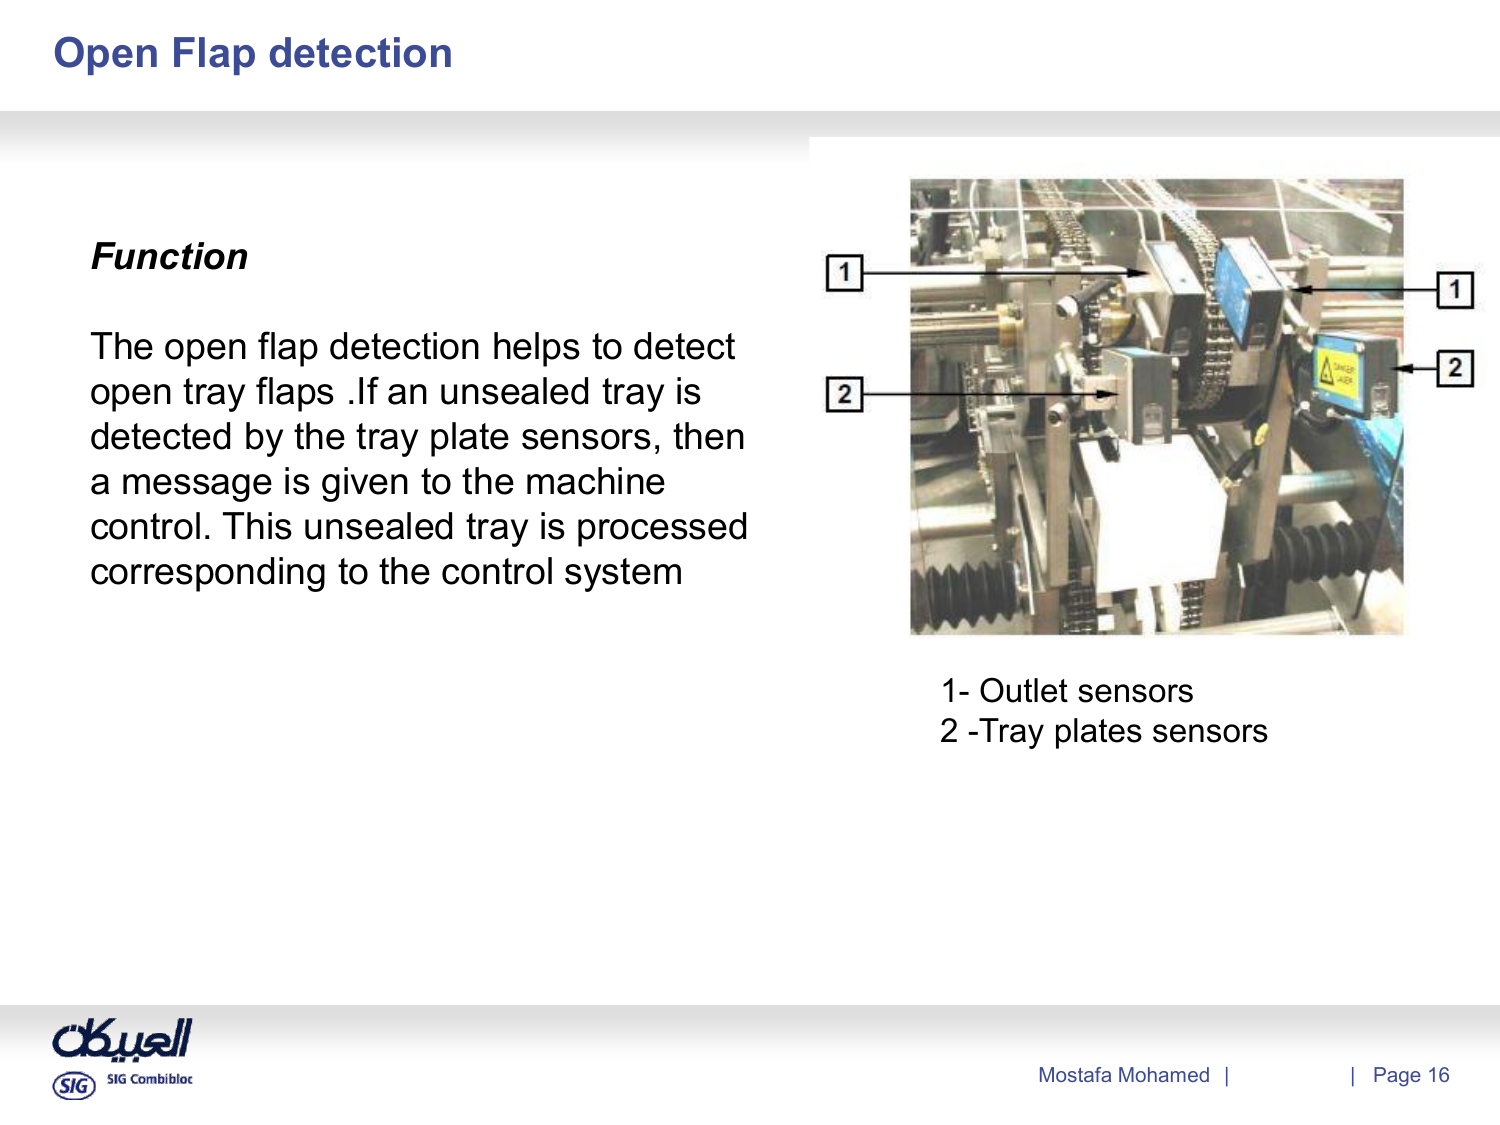 Open Flap detection
Function
The open flap detection helps to detect
open tray flaps .If an unsealed tray is
detected by the tray plate sensors, then
a message is given to the machine
control. This unsealed tray is processed
corresponding to the control system
1
1
2
2
DANGER
LASER
1- Outlet sensors
2 -Tray plates sensors
العبيكان
SIG SIG Combibloc
Mostafa Mohamed | | Page 16